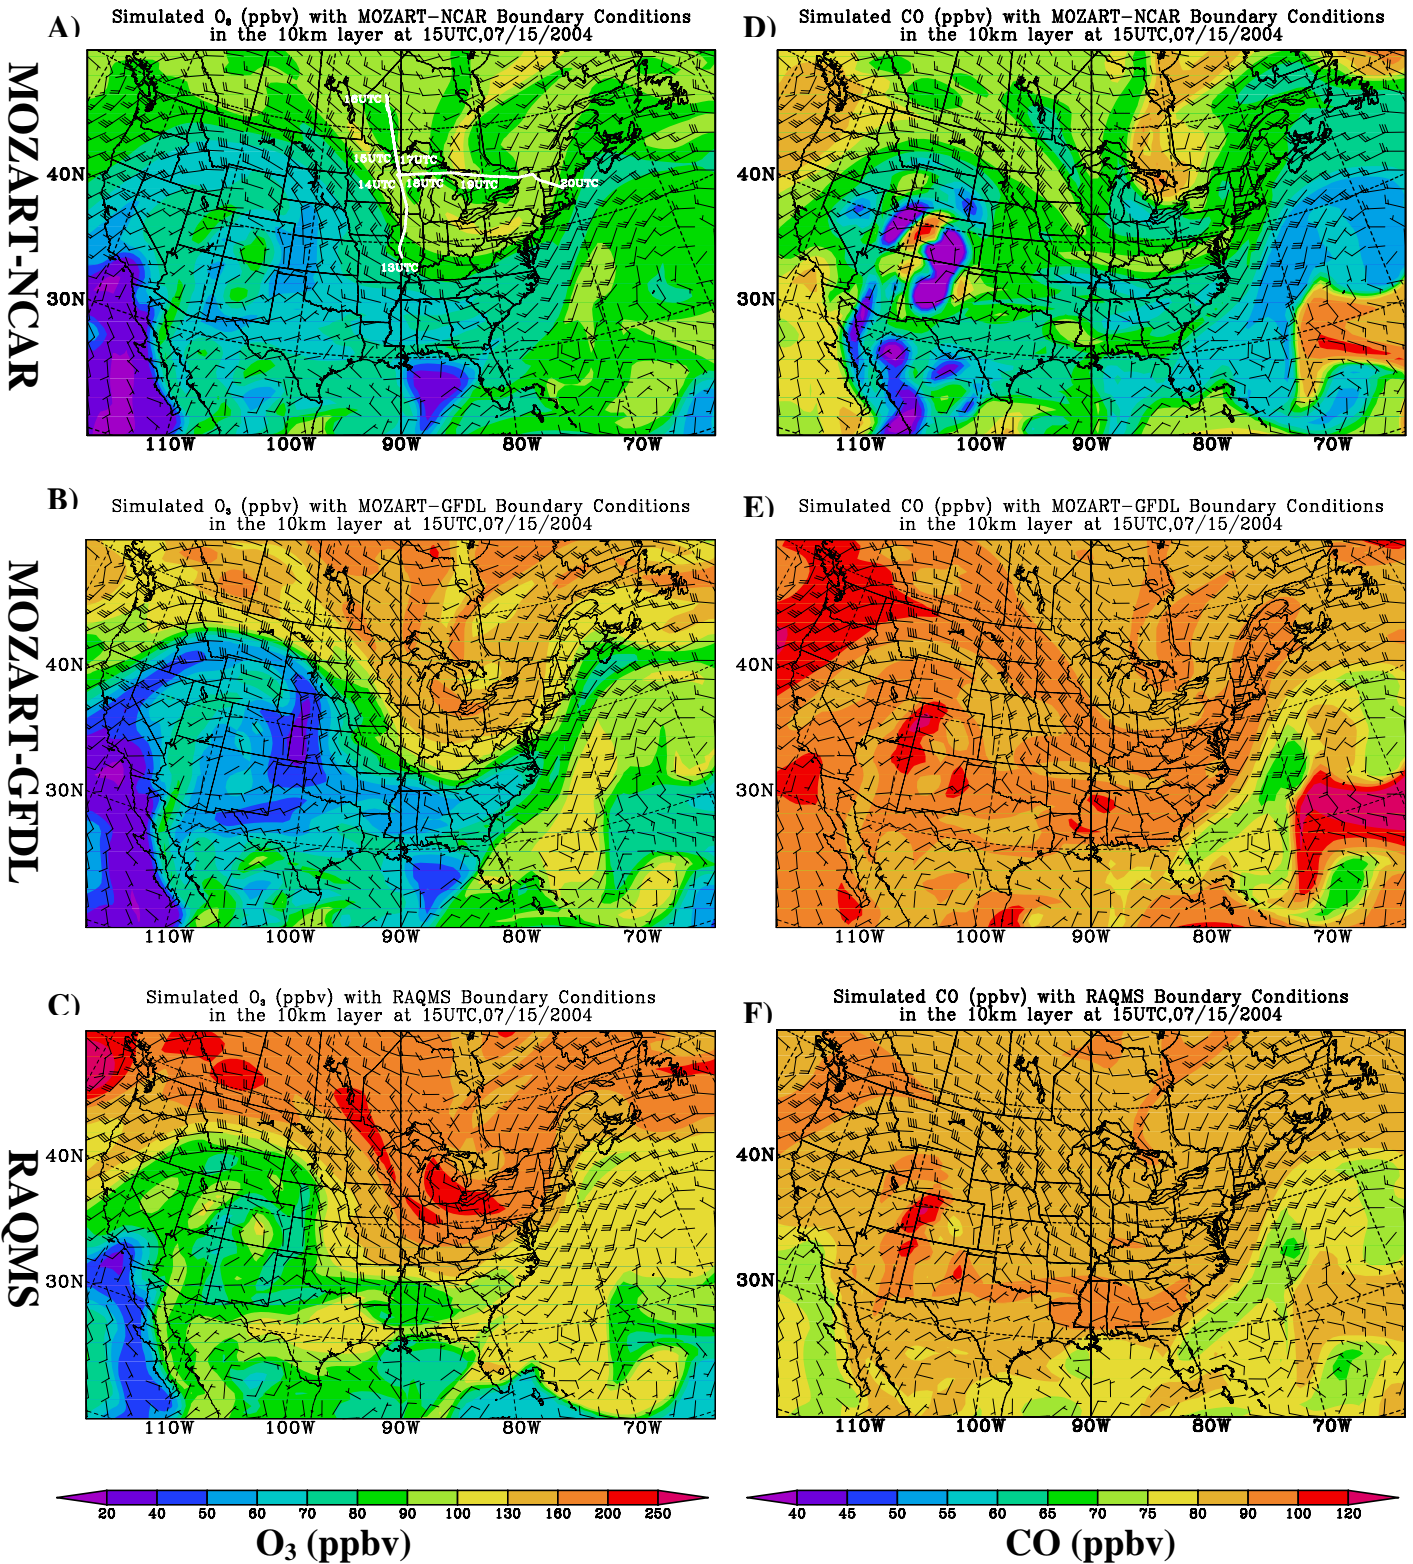 A)
Simulated O₃ (ppbv) with MOZART-NCAR Boundary Conditions
in the 10km layer at 15UTC,07/15/2004
MOZART-NCAR
40N
30N
16UTC
15UTC
17UTC
14UTC
18UTC
19UTC
20UTC
13UTC
110W 100W 90W 80W 70W
D)
Simulated CO (ppbv) with MOZART-NCAR Boundary Conditions
in the 10km layer at 15UTC,07/15/2004
40N
30N
110W 100W 90W 80W 70W
B)
Simulated O₃ (ppbv) with MOZART-GFDL Boundary Conditions
in the 10km layer at 15UTC,07/15/2004
MOZART-GFDL
40N
30N
110W 100W 90W 80W 70W
E)
Simulated CO (ppbv) with MOZART-GFDL Boundary Conditions
in the 10km layer at 15UTC,07/15/2004
40N
30N
110W 100W 90W 80W 70W
C)
Simulated O₃ (ppbv) with RAQMS Boundary Conditions
in the 10km layer at 15UTC,07/15/2004
RAQMS
40N
30N
110W 100W 90W 80W 70W
F)
Simulated CO (ppbv) with RAQMS Boundary Conditions
in the 10km layer at 15UTC,07/15/2004
40N
30N
110W 100W 90W 80W 70W
20 40 50 60 70 80 90 100 130 160 200 250
O₃ (ppbv)
40 45 50 55 60 65 70 75 80 90 100 120
CO (ppbv)